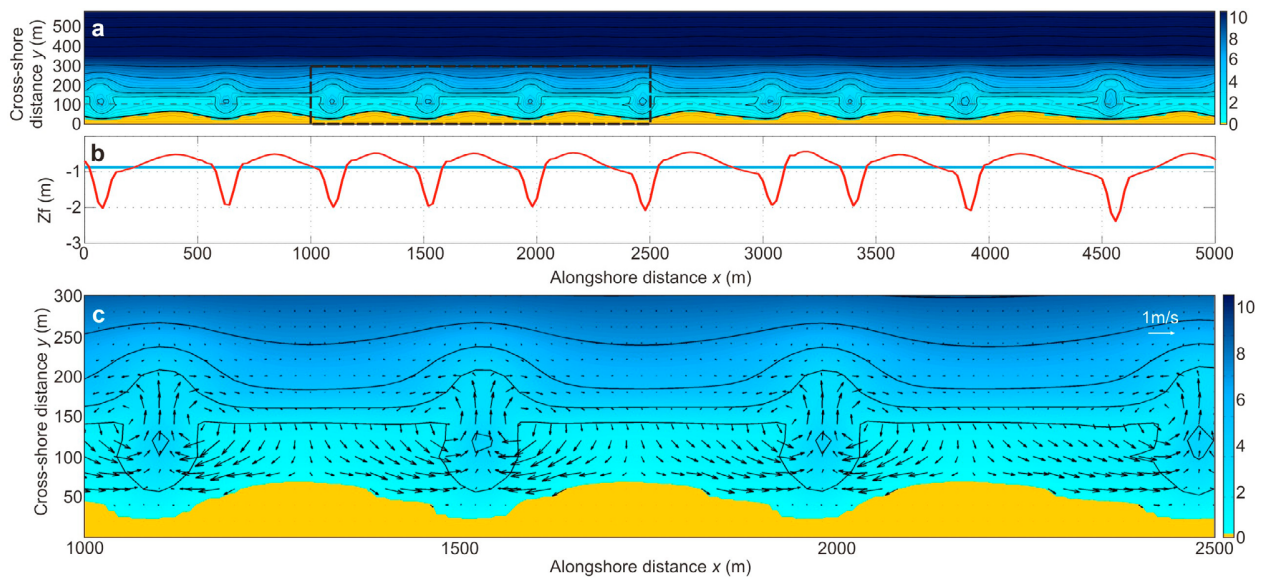 a
Cross-shore
distance y (m)
500
400
300
200
100
0
10
8
6
4
2
0
b
Zf (m)
-1
-2
-3
0 500 1000 1500 2000 2500 3000 3500 4000 4500 5000
Alongshore distance x (m)
c
Cross-shore distance y (m)
300
250
200
150
100
50
1m/s
10
8
6
4
2
0
1000 1500 2000 2500
Alongshore distance x (m)